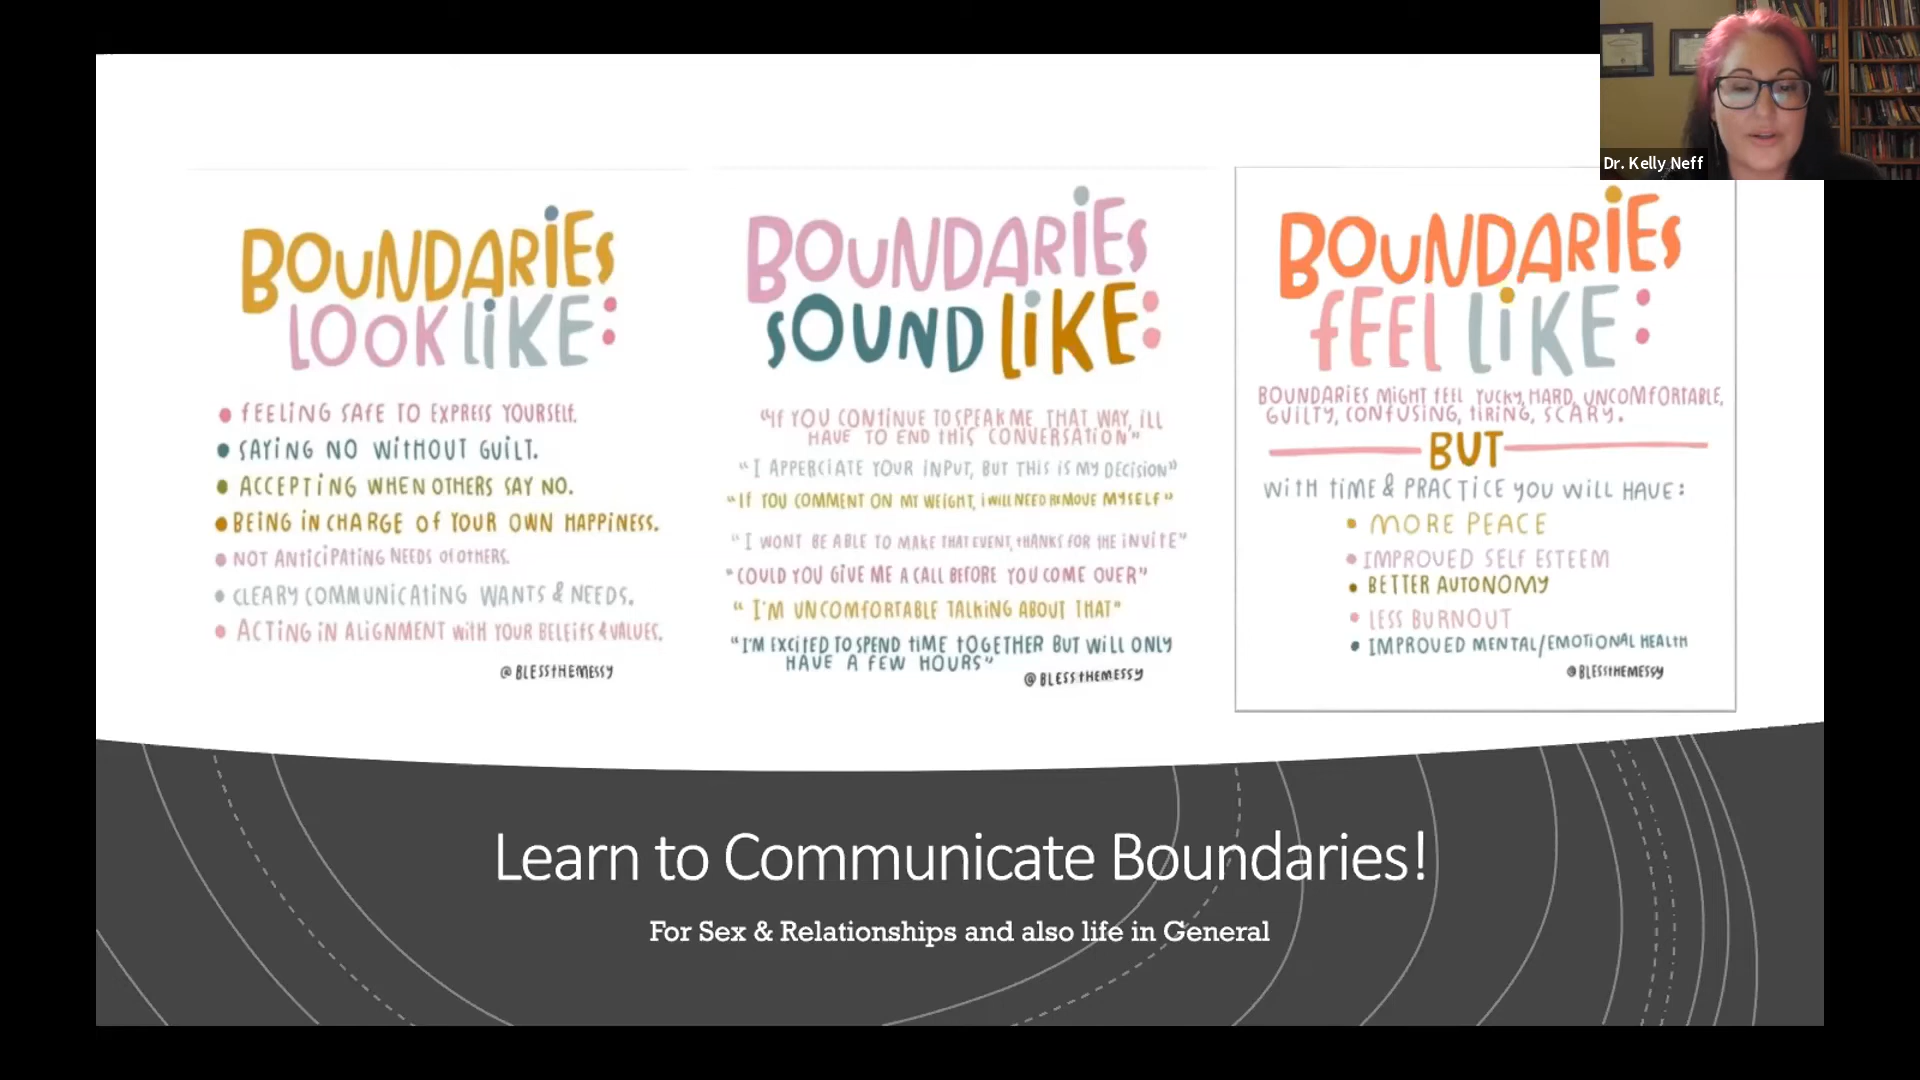 Dr. Kelly Neff
BOUNDARIES
LOOK LIKE:
• FEELING SAFE TO EXPRESS YOURSELF.
• SAYING NO WITHOUT GUILT.
• ACCEPTING WHEN OTHERS SAY NO.
• BEING IN CHARGE OF YOUR OWN HAPPINESS.
• NOT ANTICIPATING NEEDS OF OTHERS.
• CLEARY COMMUNICATING WANTS & NEEDS.
• ACTING IN ALIGNMENT WITH YOUR BELEIFS & VALUES.
@BLESSTHEMESSY
BOUNDARIES
SOUND LIKE:
"IF YOU CONTINUE TO SPEAK ME THAT WAY, ILL
HAVE TO END THIS CONVERSATION"
"I APPERCIATE YOUR INPUT, BUT THIS IS MY DECISION"
"IF YOU COMMENT ON MY WEIGHT, I WILL NEED REMOVE MYSELF"
"I WONT BE ABLE TO MAKE THAT EVENT, THANKS FOR THE INVITE"
"COULD YOU GIVE ME A CALL BEFORE YOU COME OVER"
"I'M UNCOMFORTABLE TALKING ABOUT THAT"
"I'M EXCITED TO SPEND TIME TOGETHER BUT WILL ONLY
HAVE A FEW HOURS"
@BLESSTHEMESSY
BOUNDARIES
FEEL LIKE:
BOUNDARIES MIGHT FEEL YUCKY, HARD, UNCOMFORTABLE,
GUILTY, CONFUSING, TIRING, SCARY.
BUT
WITH TIME & PRACTICE YOU WILL HAVE:
• MORE PEACE
• IMPROVED SELF ESTEEM
• BETTER AUTONOMY
• LESS BURNOUT
• IMPROVED MENTAL/EMOTIONAL HEALTH
@BLESSTHEMESSY
Learn to Communicate Boundaries!
For Sex & Relationships and also life in General